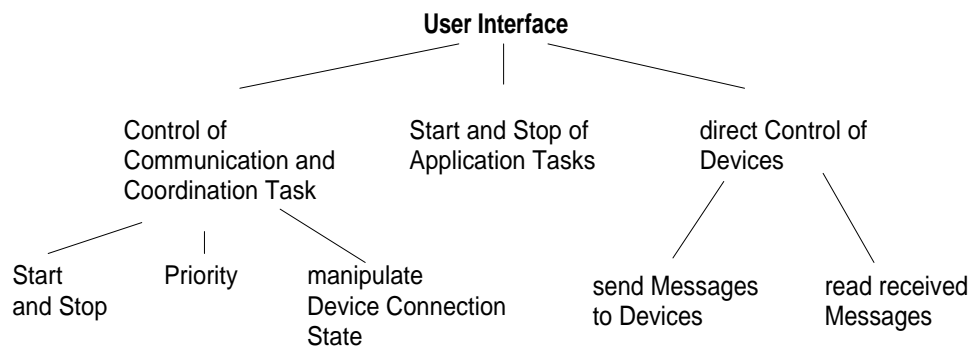 User Interface
Control of
Communication and
Coordination Task
Start and Stop of
Application Tasks
direct Control of
Devices
Start
and Stop
Priority
manipulate
Device Connection
State
send Messages
to Devices
read received
Messages